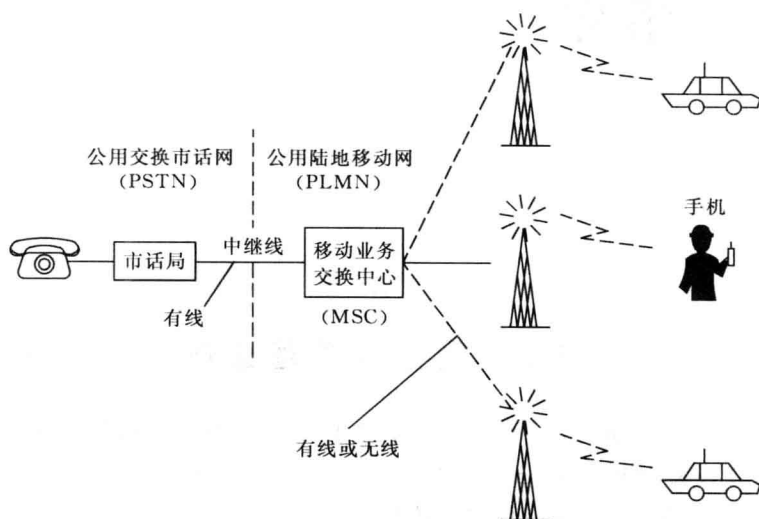 公用交换市话网
(PSTN)
公用陆地移动网
(PLMN)
手机
市话局
中继线
移动业务
交换中心
(MSC)
有线
有线或无线